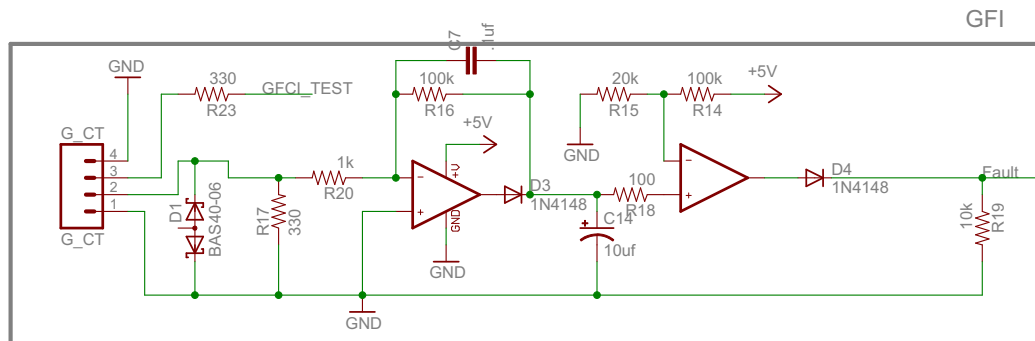 GFI
C7
.1uf
GND
330
GFCI_TEST
R23
100k
R16
20k
R15
100k
R14
+5V
+5V
GND
G_CT
4
3
2
1
G_CT
D1
BAS40-06
R17
330
1k
R20
−
+
+V
GND
GND
D3
1N4148
100
R18
C14
+
10uf
−
+
D4
1N4148
Fault
10k
R19
GND